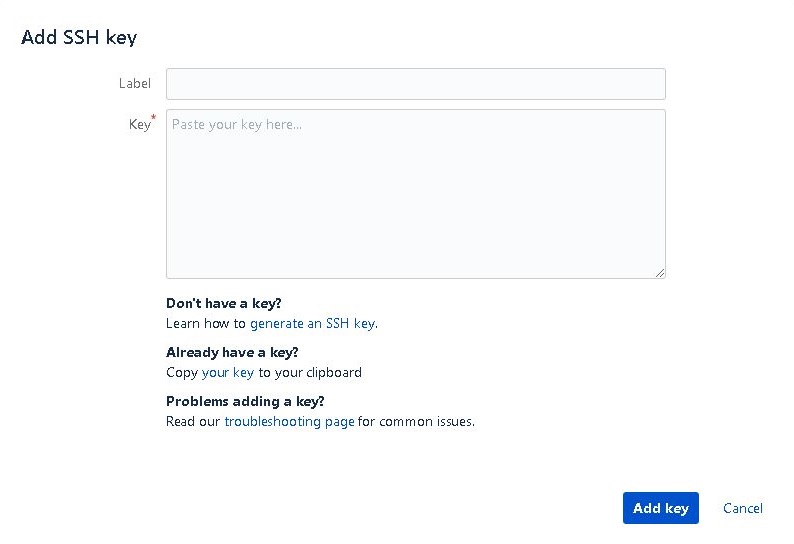 Add SSH key
Label
Key*
Paste your key here...
Don't have a key?
Learn how to generate an SSH key.
Already have a key?
Copy your key to your clipboard
Problems adding a key?
Read our troubleshooting page for common issues.
Add key Cancel